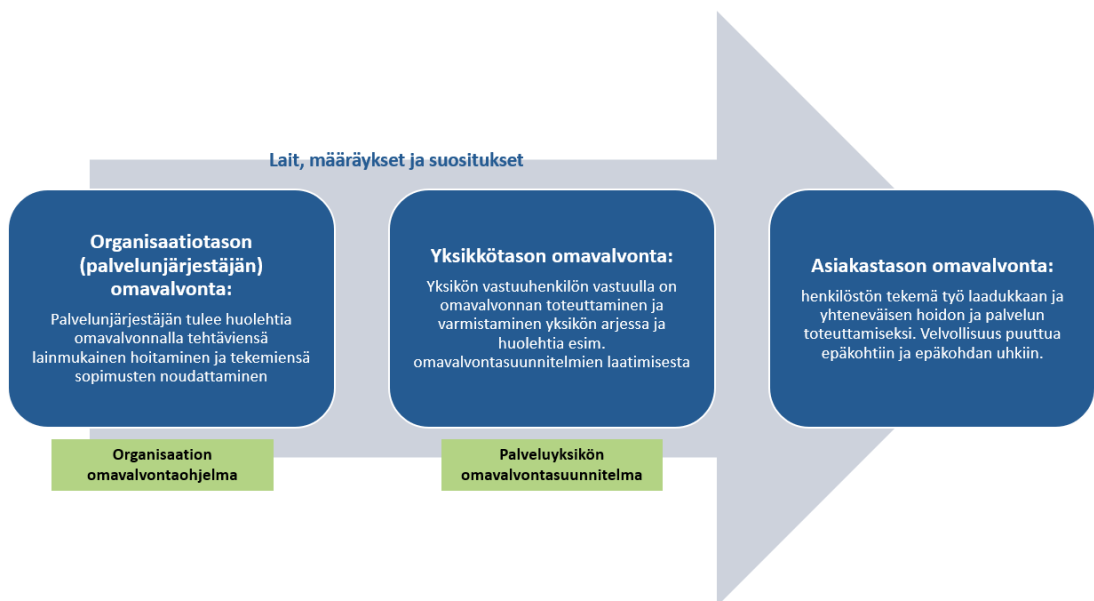 Lait, määräykset ja suositukset
Organisaatiotason
(palvelunjärjestäjän)
omavalvonta:
Palvelunjärjestäjän tulee huolehtia
omavalvonnalla tehtäviensä
lainmukainen hoitaminen ja tekemiensä
sopimusten noudattaminen
Organisaation
omavalvontaohjelma
Yksikkötason omavalvonta:
Yksikön vastuuhenkilön vastuulla on
omavalvonnan toteuttaminen ja
varmistaminen yksikön arjessa ja
huolehtia esim.
omavalvontasuunnitelmien laatimisesta
Palveluyksikön
omavalvontasuunnitelma
Asiakastason omavalvonta:
henkilöstön tekemä työ laadukkaan ja
yhteneväisen hoidon ja palvelun
toteuttamiseksi. Velvollisuus puuttua
epäkohtiin ja epäkohdan uhkiin.